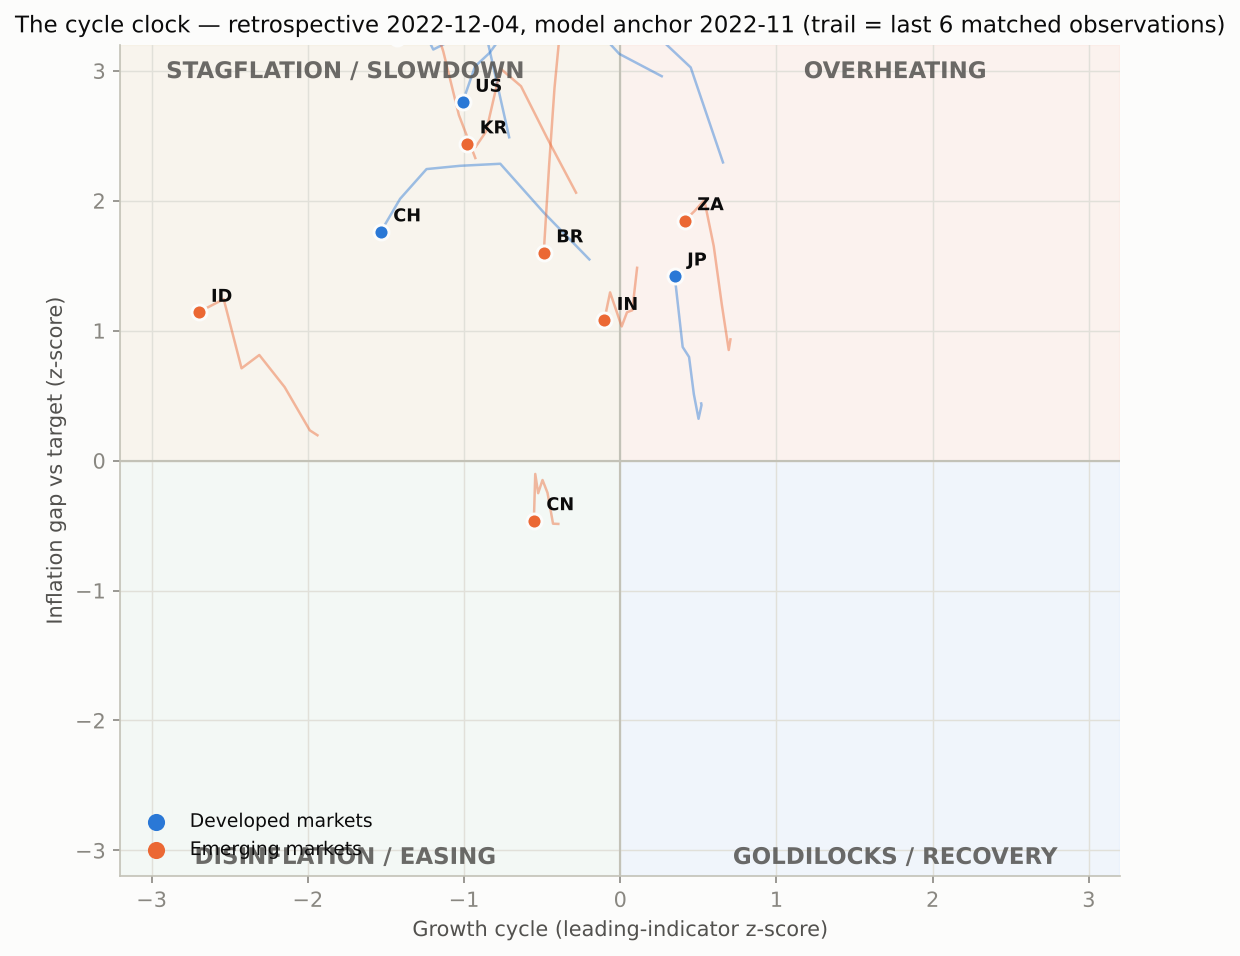 The cycle clock — retrospective 2022-12-04, model anchor 2022-11 (trail = last 6 matched observations)
STAGFLATION / SLOWDOWN
OVERHEATING
US
KR
CH
ZA
BR
JP
ID
IN
CN
3
2
1
0
−1
−2
−3
Inflation gap vs target (z-score)
Developed markets
Emerging markets
DISINFLATION / EASING
GOLDILOCKS / RECOVERY
−3
−2
−1
0
1
2
3
Growth cycle (leading-indicator z-score)